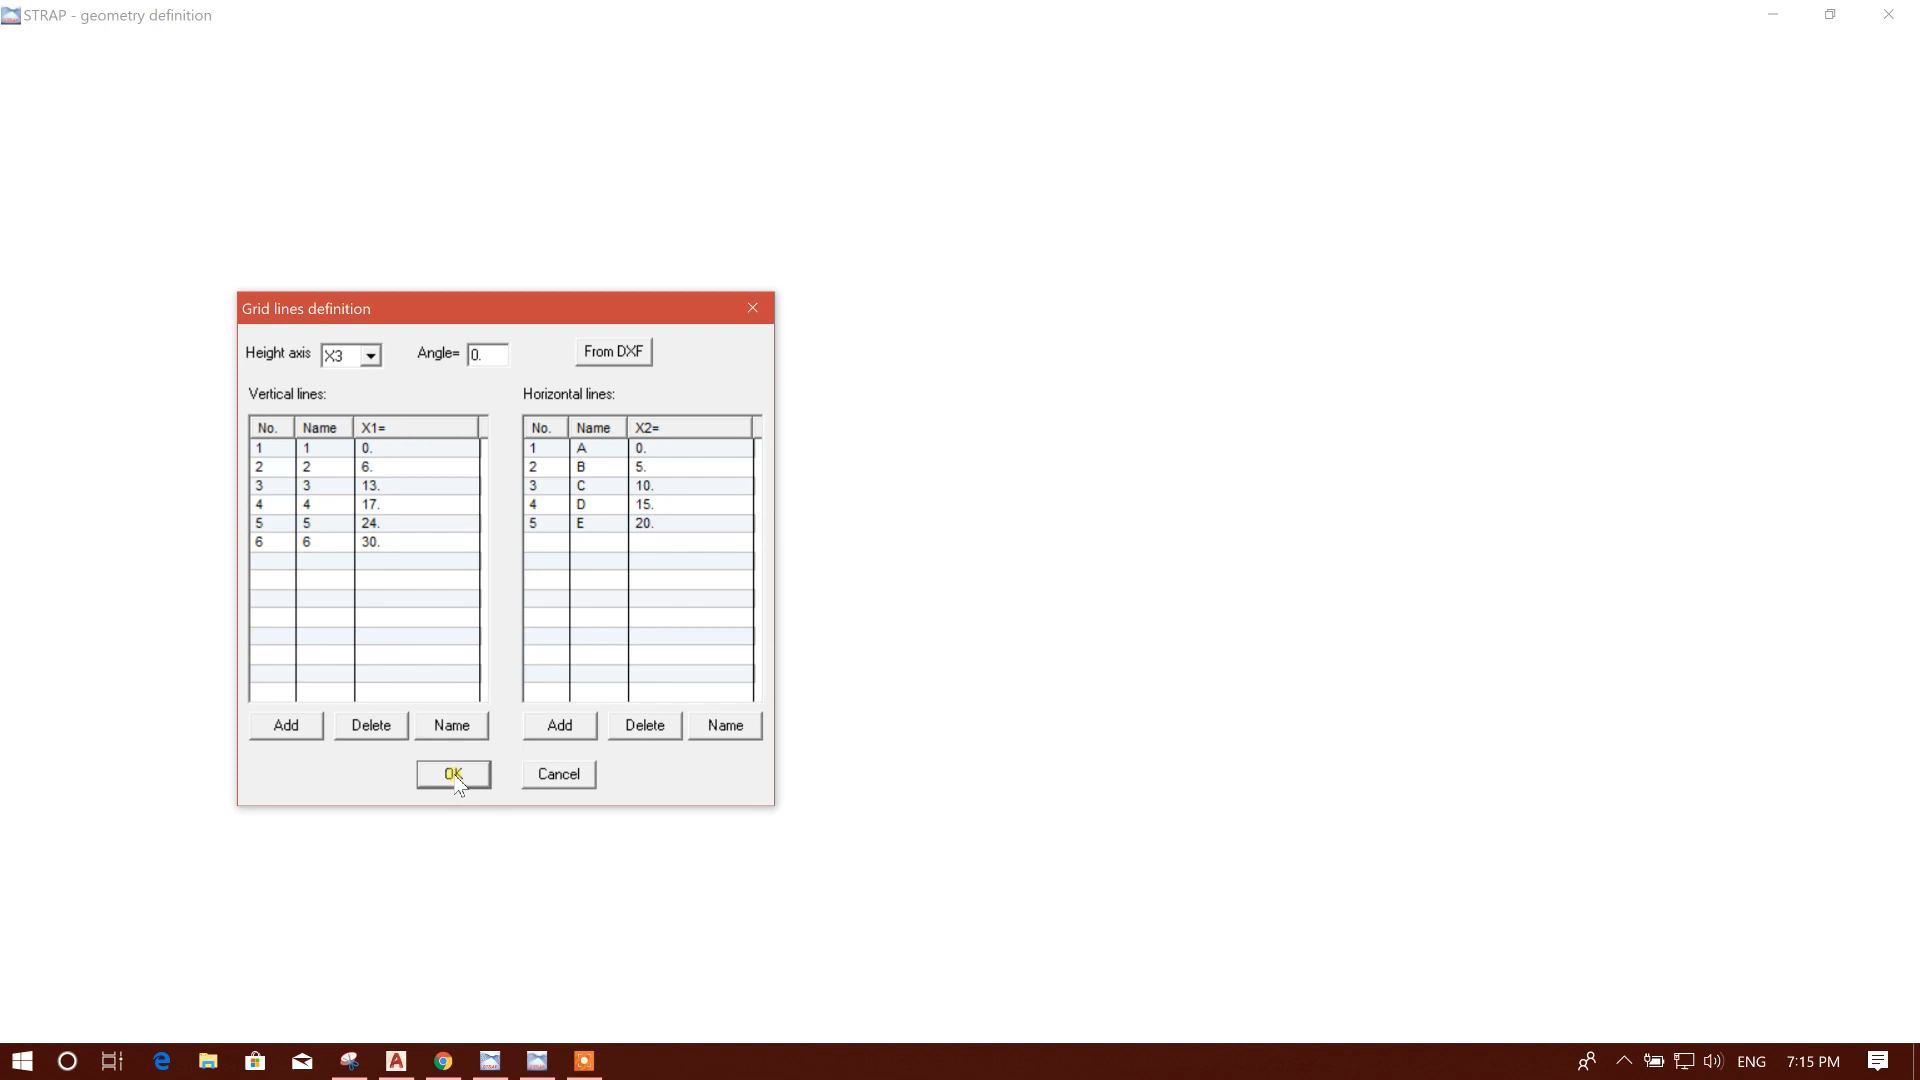 STRAP - geometry definition
Grid lines definition
Height axis X3 Angle= 0. From DXF
Vertical lines: Horizontal lines:
No. Name X1= No. Name X2=
1 1 0. 1 A 0.
2 2 6. 2 B 5.
3 3 13. 3 C 10.
4 4 17. 4 D 15.
5 5 24. 5 E 20.
6 6 30.
Add Delete Name Add Delete Name
OK Cancel
ENG 7:15 PM